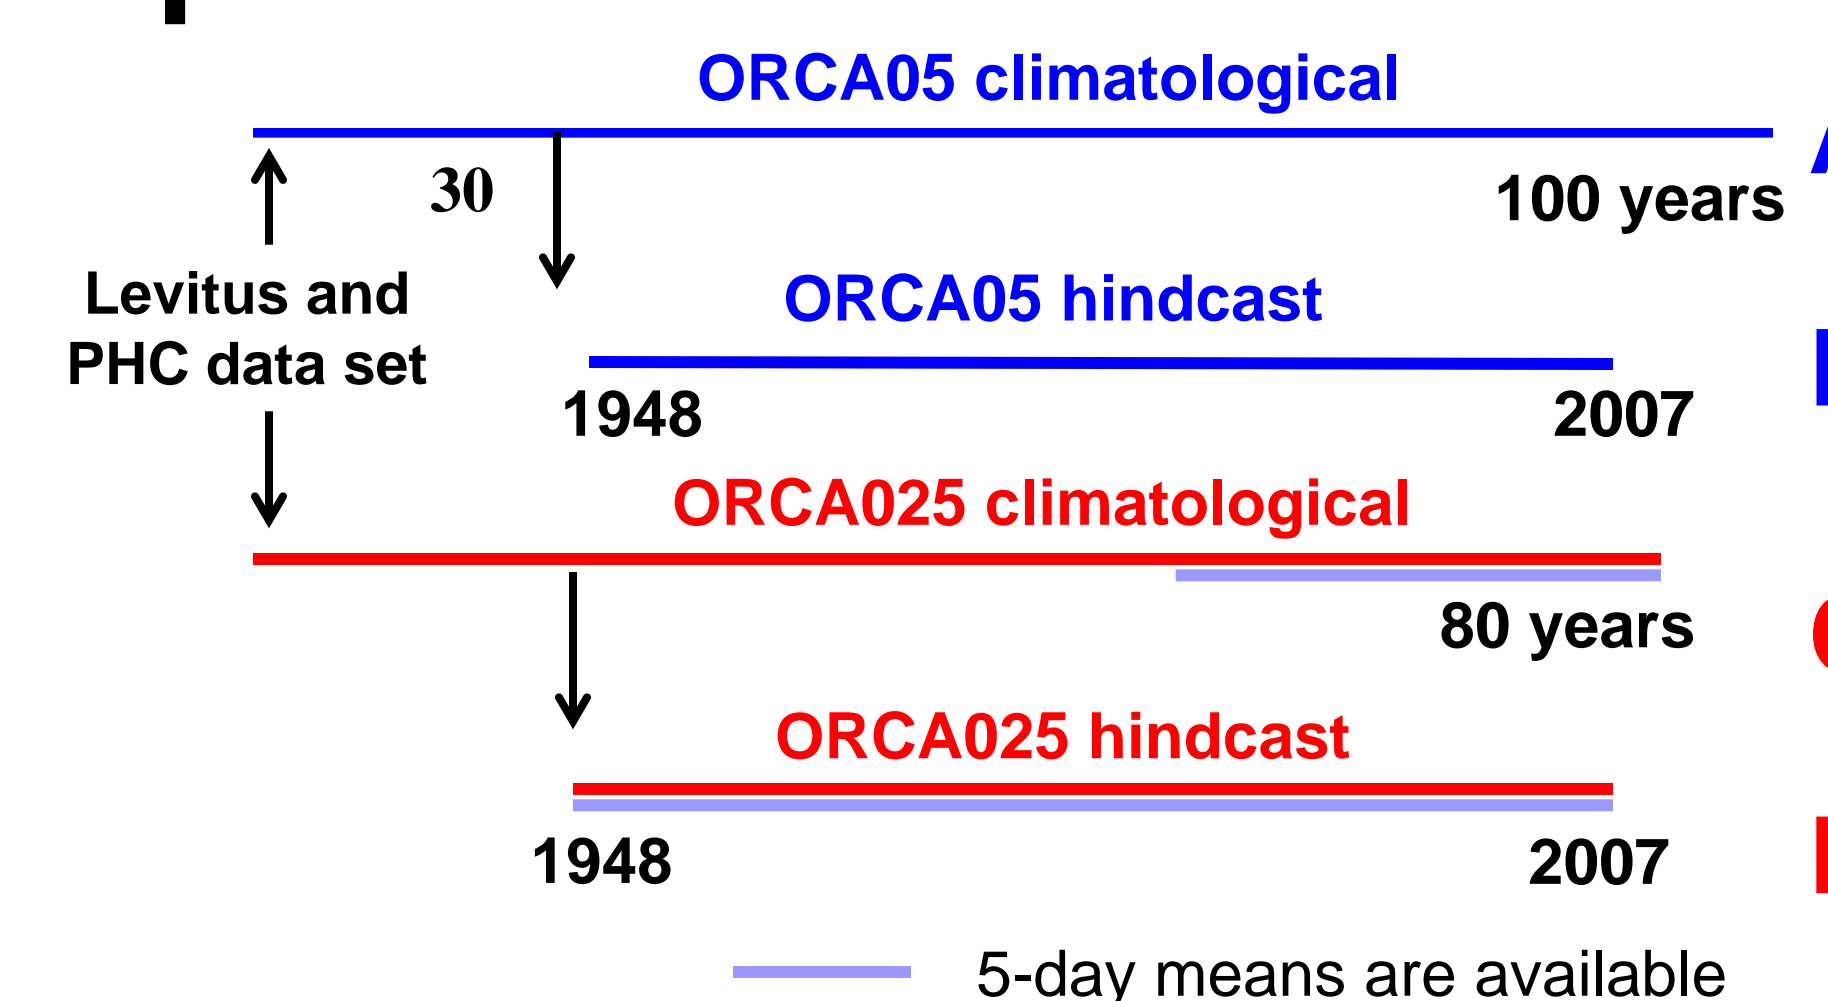 ORCA05 climatological
30
100 years
Levitus and
PHC data set
ORCA05 hindcast
1948
2007
ORCA025 climatological
80 years
ORCA025 hindcast
1948
2007
5-day means are available